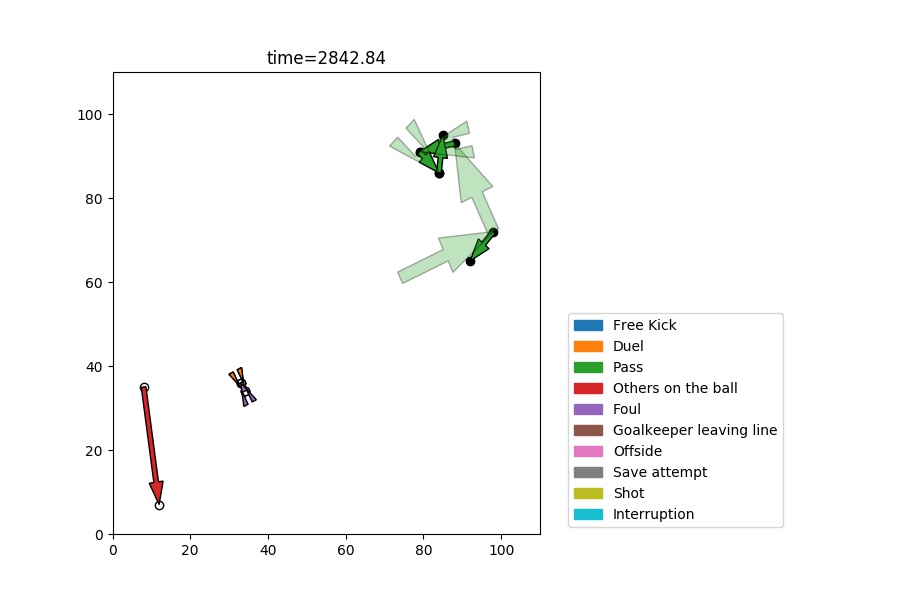 time=2842.84
100
80
60
40
20
0
0 20 40 60 80 100
Free Kick
Duel
Pass
Others on the ball
Foul
Goalkeeper leaving line
Offside
Save attempt
Shot
Interruption